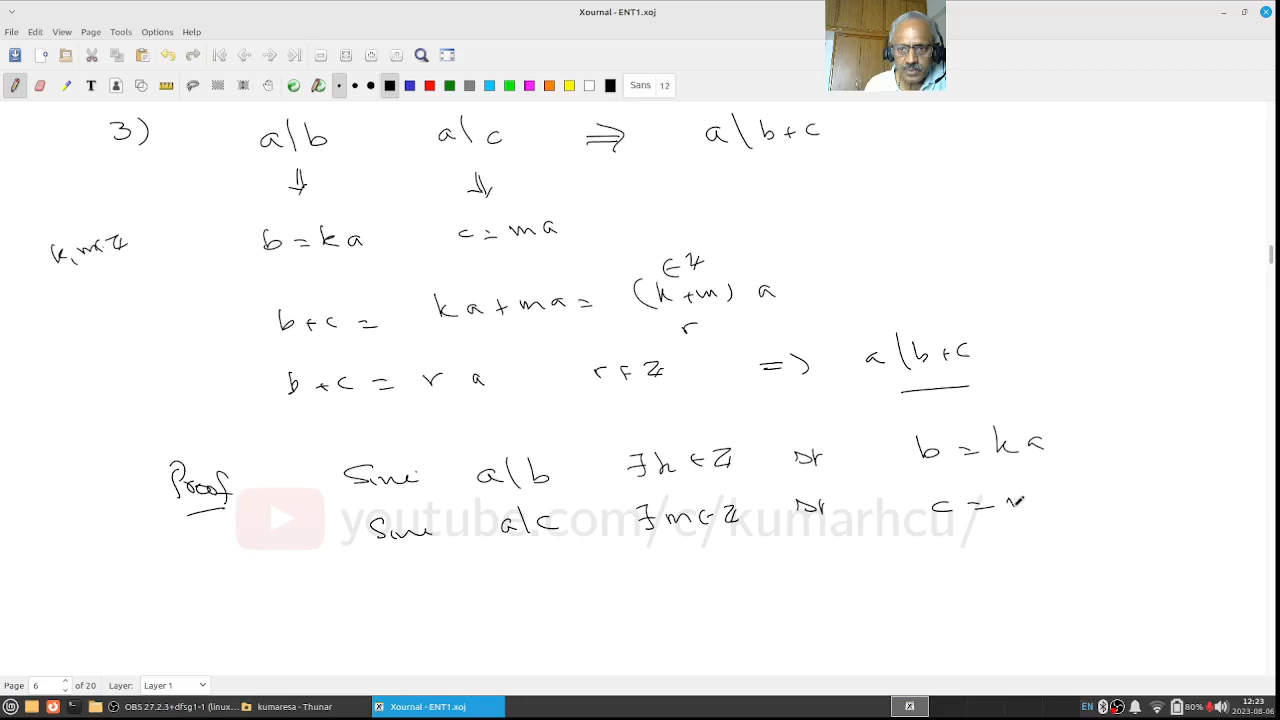 Xournal - ENT1.xoj
File Edit View Page Tools Options Help
T Sans 12
3) a|b a|c ⇒ a|b+c
⇓ ⇓
k,m∈ℤ b=ka c=ma
∈ℤ
b+c = ka+ma= (k+m) a
r
b+c = r a r∈ℤ ⇒ a|b+c
Proof Sine a|b ∃k∈ℤ st b=ka
Sine a|c ∃m∈ℤ st c=
youtube.com/c/kumarhcu/
Page 6 of 20 Layer: Layer 1
OBS 27.2.3+dfsg1-1 (linux... kumaresa - Thunar Xournal - ENT1.xoj EN 80% 12:23
2023-08-06